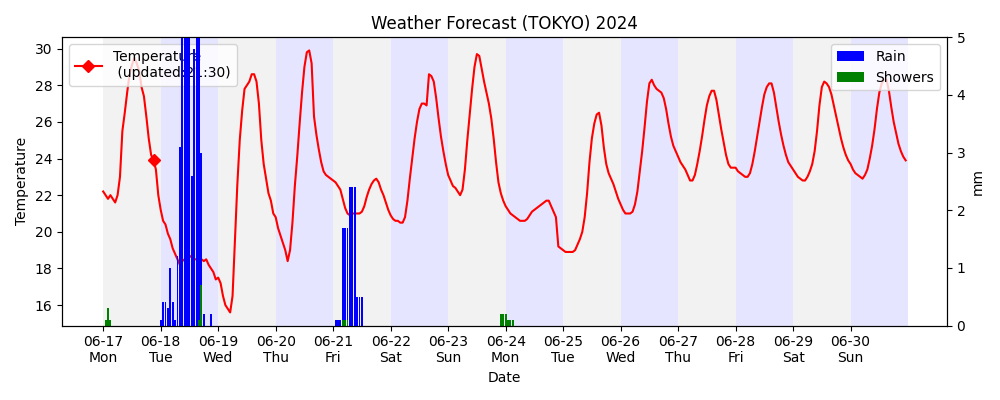 Weather Forecast (TOKYO) 2024
Temperature
(updated 21:30)
Rain
Showers
Temperature
30
28
26
24
22
20
18
16
5
4
3
2
1
0
mm
06-17 06-18 06-19 06-20 06-21 06-22 06-23 06-24 06-25 06-26 06-27 06-28 06-29 06-30
Mon Tue Wed Thu Fri Sat Sun Mon Tue Wed Thu Fri Sat Sun
Date